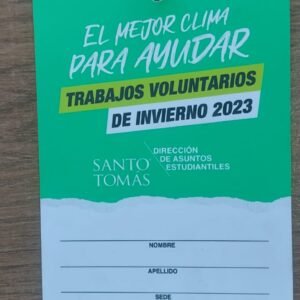 EL MEJOR CLIMA
PARA AYUDAR
TRABAJOS VOLUNTARIOS
DE INVIERNO 2023
SANTO
TOMÁS
DIRECCIÓN
DE ASUNTOS
ESTUDIANTILES
NOMBRE
APELLIDO
SEDE